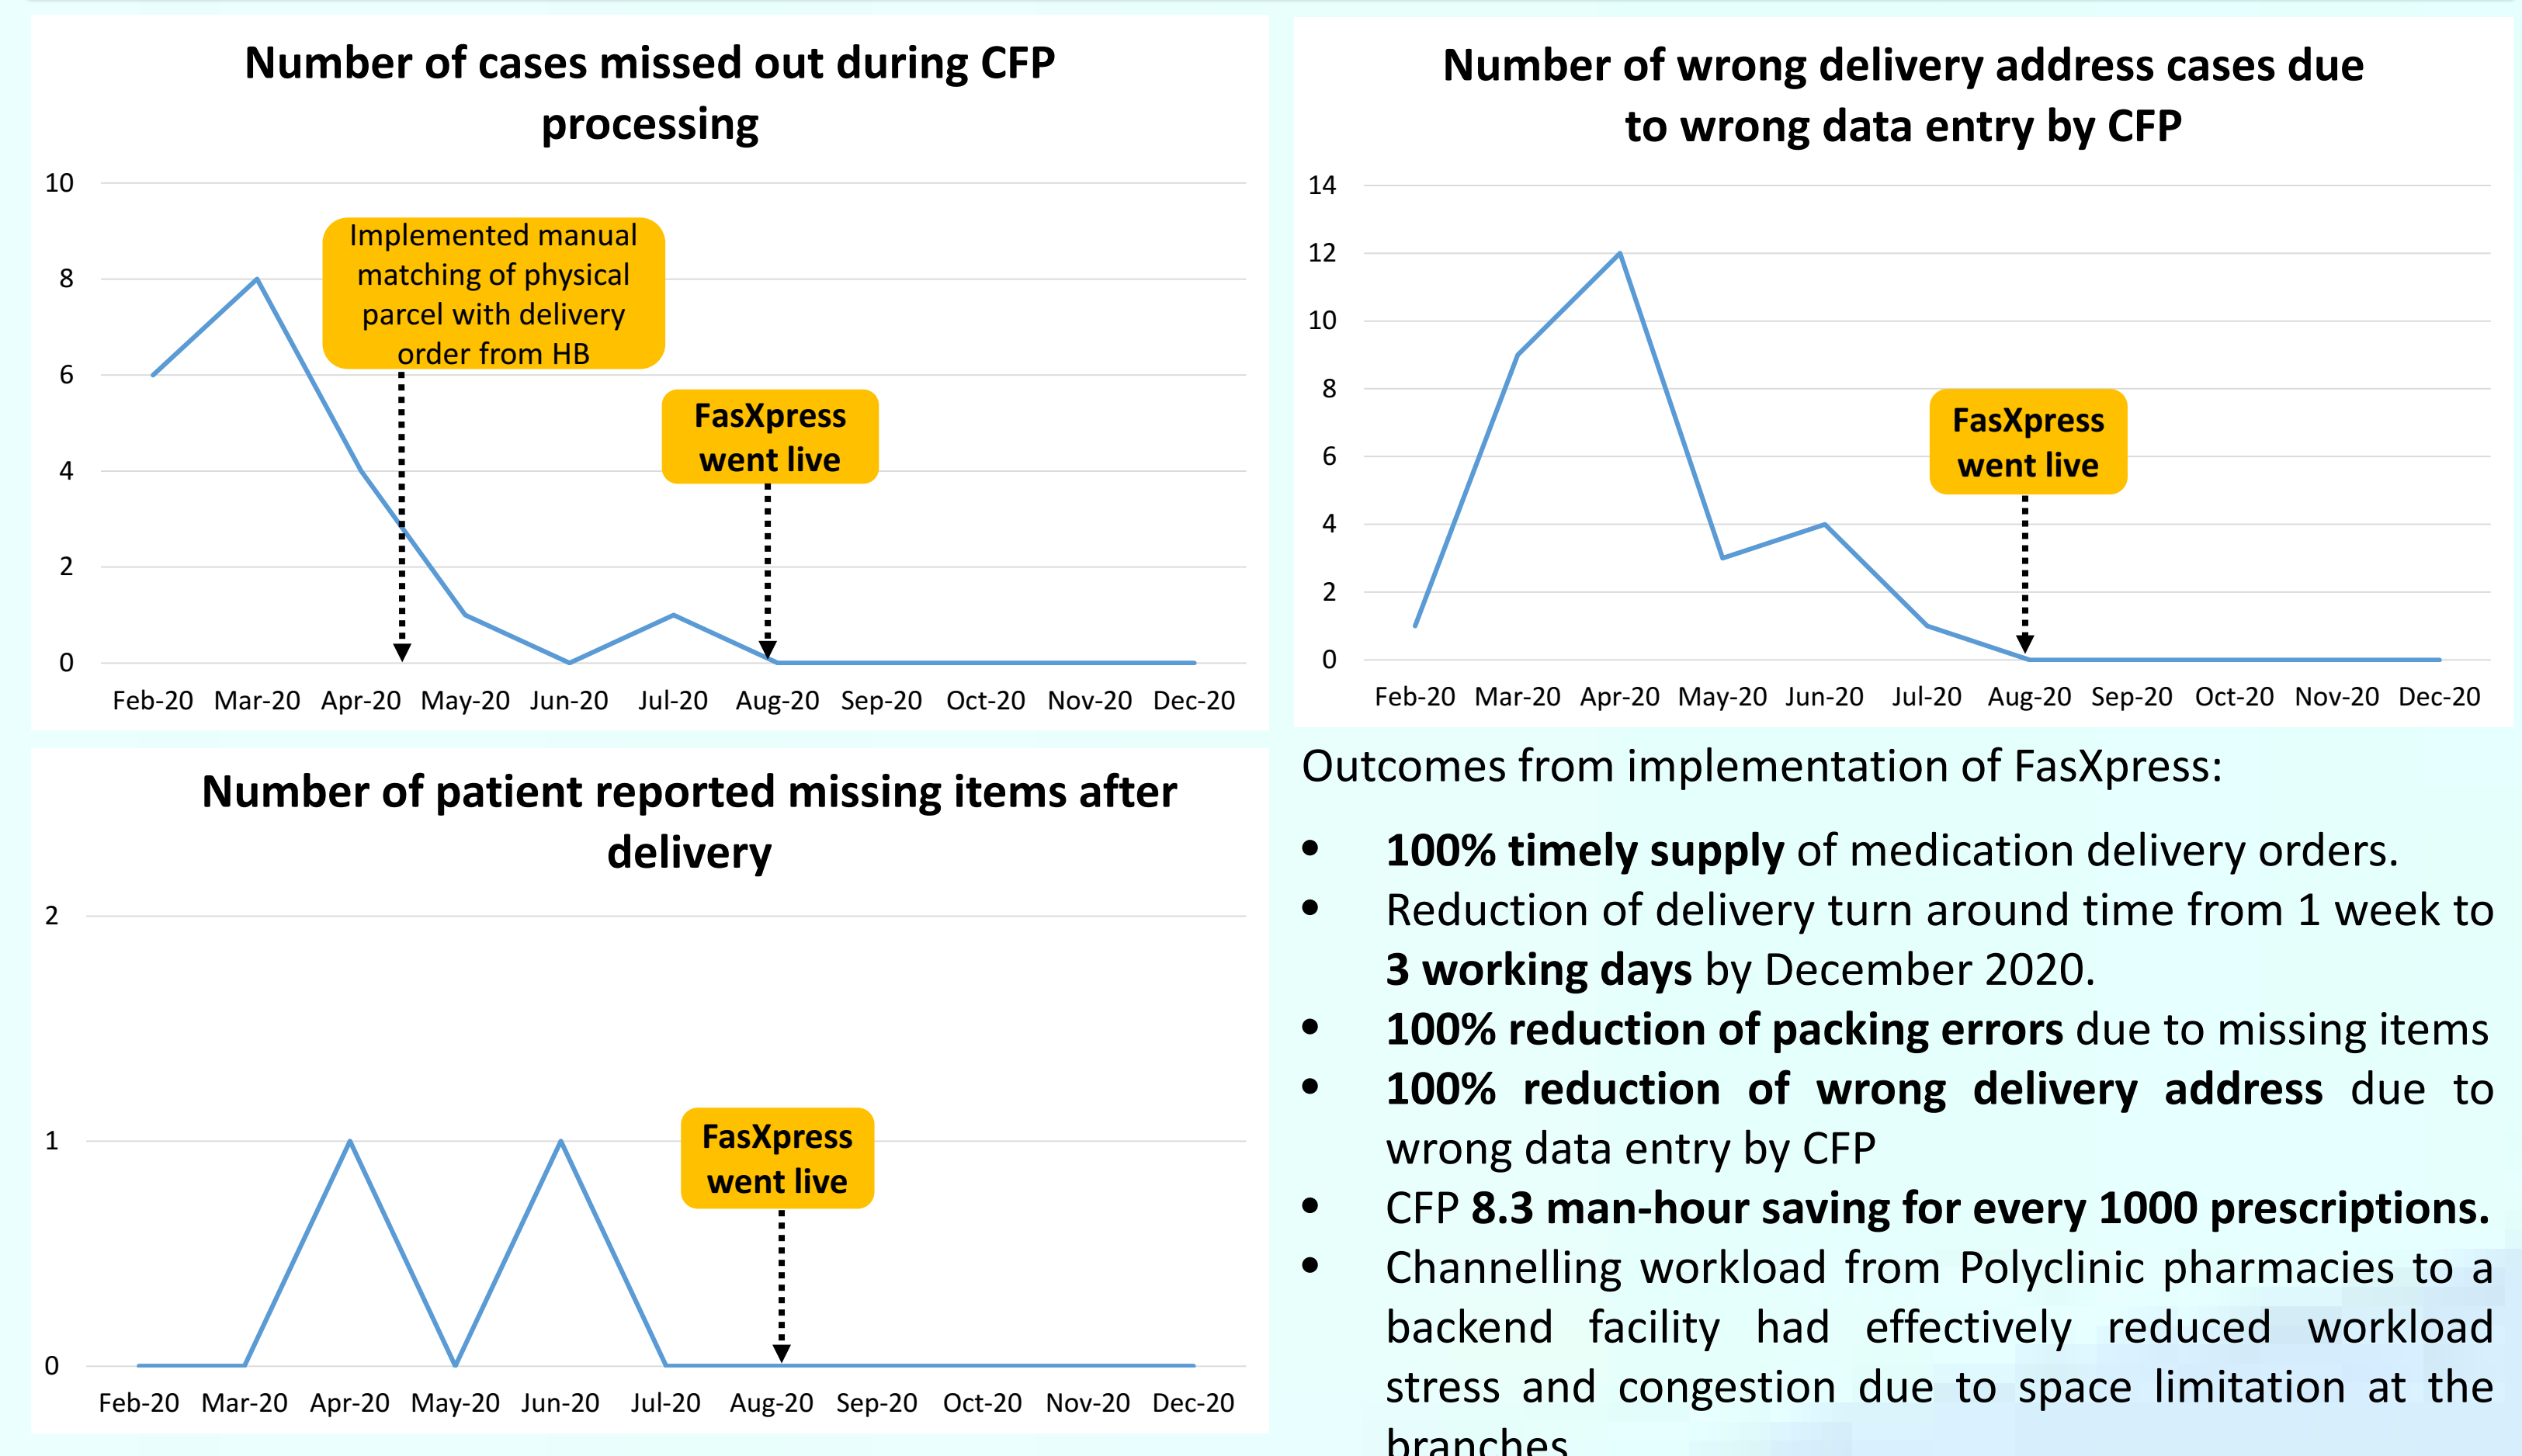 Number of cases missed out during CFP
processing
10
8
6
4
2
0
Implemented manual
matching of physical
parcel with delivery
order from HB
FasXpress
went live
Feb-20 Mar-20 Apr-20 May-20 Jun-20 Jul-20 Aug-20 Sep-20 Oct-20 Nov-20 Dec-20
Number of wrong delivery address cases due
to wrong data entry by CFP
14
12
10
8
6
4
2
0
FasXpress
went live
Feb-20 Mar-20 Apr-20 May-20 Jun-20 Jul-20 Aug-20 Sep-20 Oct-20 Nov-20 Dec-20
Number of patient reported missing items after
delivery
2
1
0
FasXpress
went live
Feb-20 Mar-20 Apr-20 May-20 Jun-20 Jul-20 Aug-20 Sep-20 Oct-20 Nov-20 Dec-20
Outcomes from implementation of FasXpress:
• 100% timely supply of medication delivery orders.
• Reduction of delivery turn around time from 1 week to
3 working days by December 2020.
• 100% reduction of packing errors due to missing items
• 100% reduction of wrong delivery address due to
wrong data entry by CFP
• CFP 8.3 man-hour saving for every 1000 prescriptions.
• Channelling workload from Polyclinic pharmacies to a
backend facility had effectively reduced workload
stress and congestion due to space limitation at the
branches